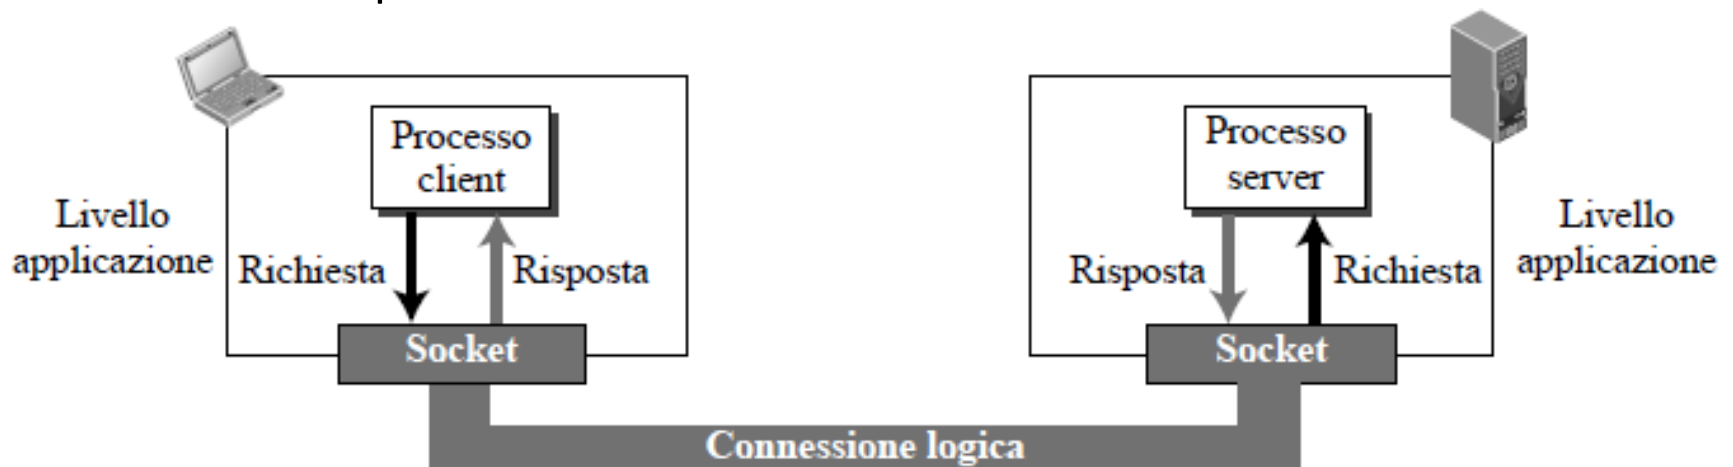 Processo
client
Processo
server
Livello
applicazione
Richiesta
Risposta
Risposta
Richiesta
Livello
applicazione
Socket
Socket
Connessione logica